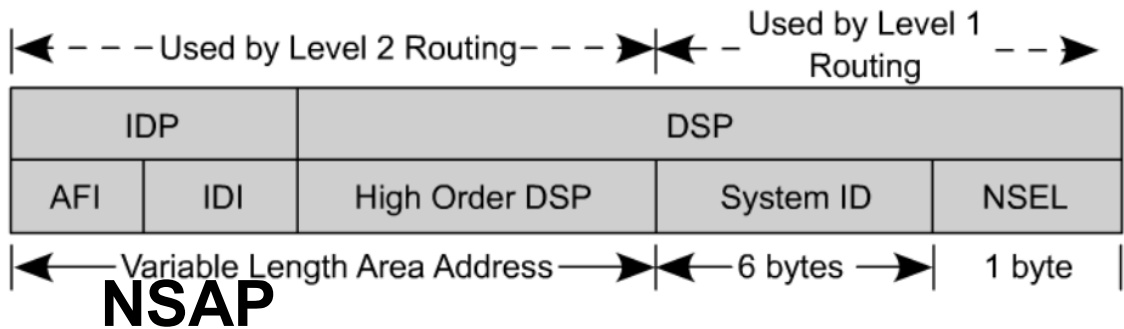 Used by Level 2 Routing
Used by Level 1
Routing
IDP DSP
AFI IDI High Order DSP System ID NSEL
Variable Length Area Address 6 bytes 1 byte
NSAP